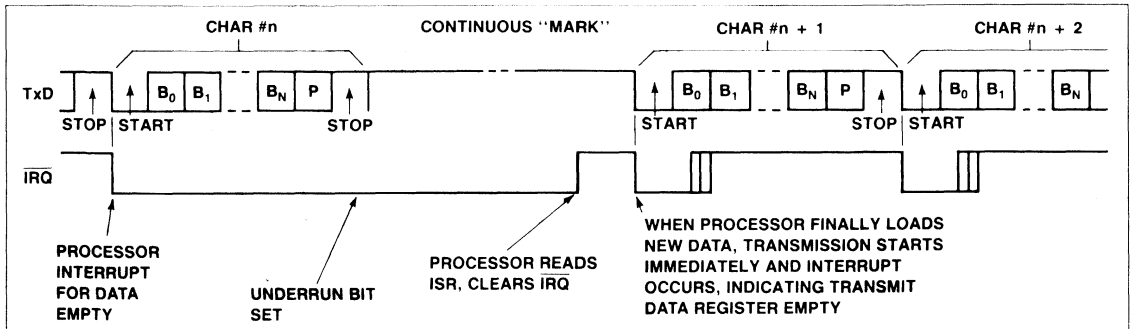 CHAR #n
CONTINUOUS "MARK"
CHAR #n + 1
CHAR #n + 2
TxD
B0 B1 BN P
B0 B1 BN P
B0 B1 BN
STOP START STOP START STOP START
IRQ
PROCESSOR
INTERRUPT
FOR DATA
EMPTY
UNDERRUN BIT
SET
PROCESSOR READS
ISR, CLEARS IRQ
WHEN PROCESSOR FINALLY LOADS
NEW DATA, TRANSMISSION STARTS
IMMEDIATELY AND INTERRUPT
OCCURS, INDICATING TRANSMIT
DATA REGISTER EMPTY